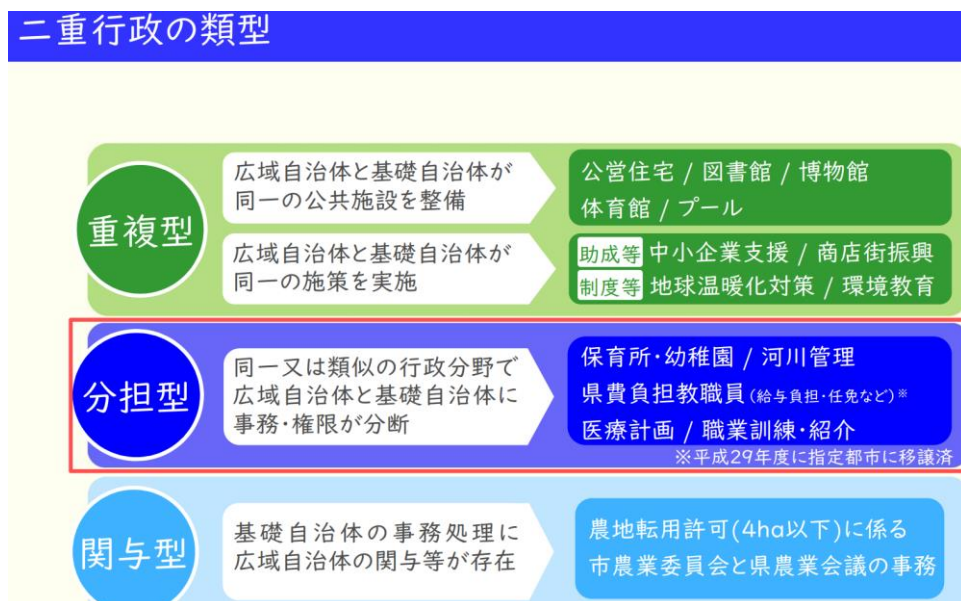 二重行政の類型
重複型
広域自治体と基礎自治体が
同一の公共施設を整備
公営住宅 / 図書館 / 博物館
体育館 / プール
広域自治体と基礎自治体が
同一の施策を実施
助成等 中小企業支援 / 商店街振興
制度等 地球温暖化対策 / 環境教育
分担型
同一又は類似の行政分野で
広域自治体と基礎自治体に
事務・権限が分断
保育所・幼稚園 / 河川管理
県費負担教職員(給与負担・任免など)※
医療計画 / 職業訓練・紹介
※平成29年度に指定都市に移譲済
関与型
基礎自治体の事務処理に
広域自治体の関与等が存在
農地転用許可(4ha以下)に係る
市農業委員会と県農業会議の事務